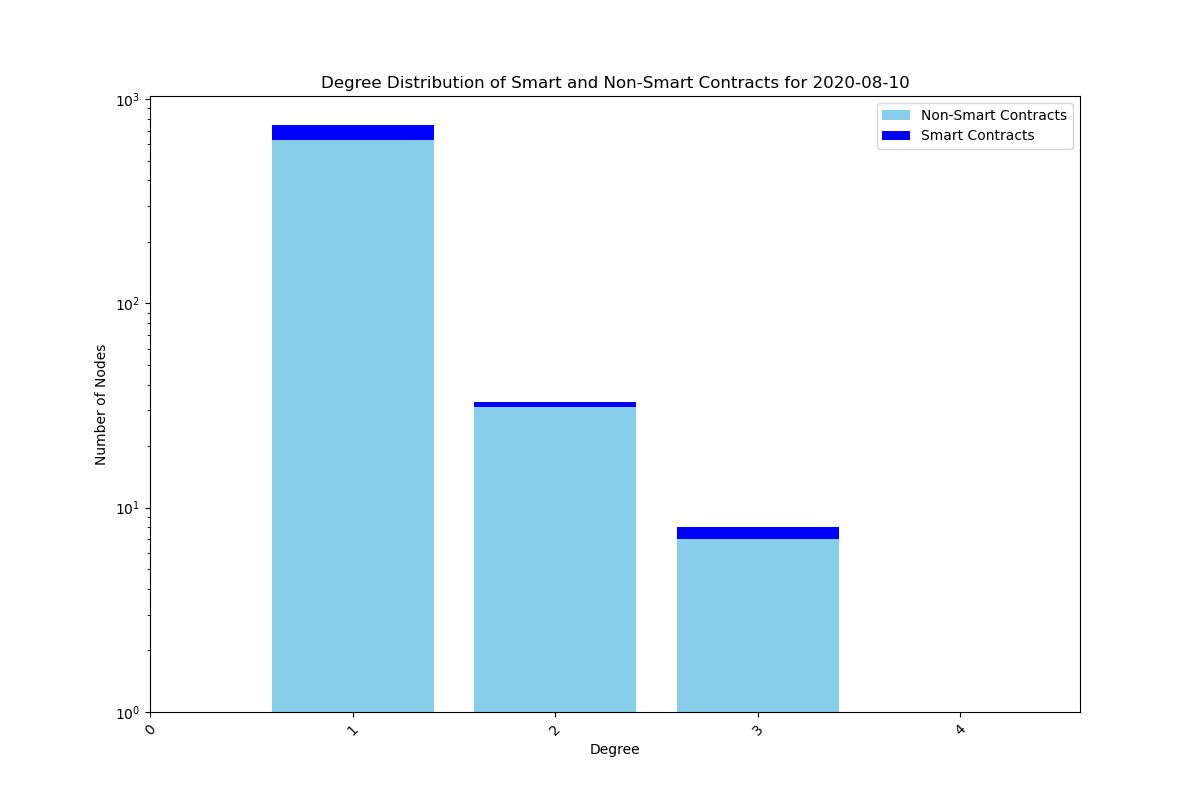 Degree Distribution of Smart and Non-Smart Contracts for 2020-08-10
Non-Smart Contracts
Smart Contracts
Number of Nodes
10³
10²
10¹
10⁰
0 1 2 3 4
Degree